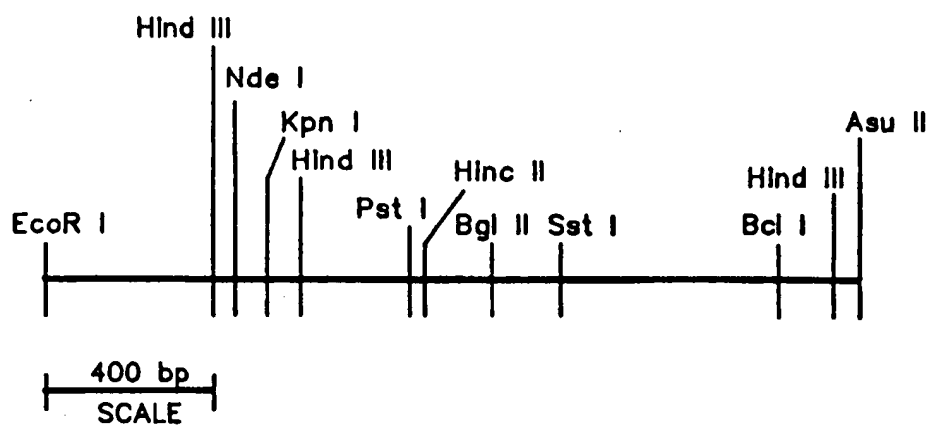 Hind III
Nde I
Kpn I
Asu II
Hind III
Hinc II
Hind III
Pst I
EcoR I
Bgl II
Sst I
Bcl I
400 bp
SCALE